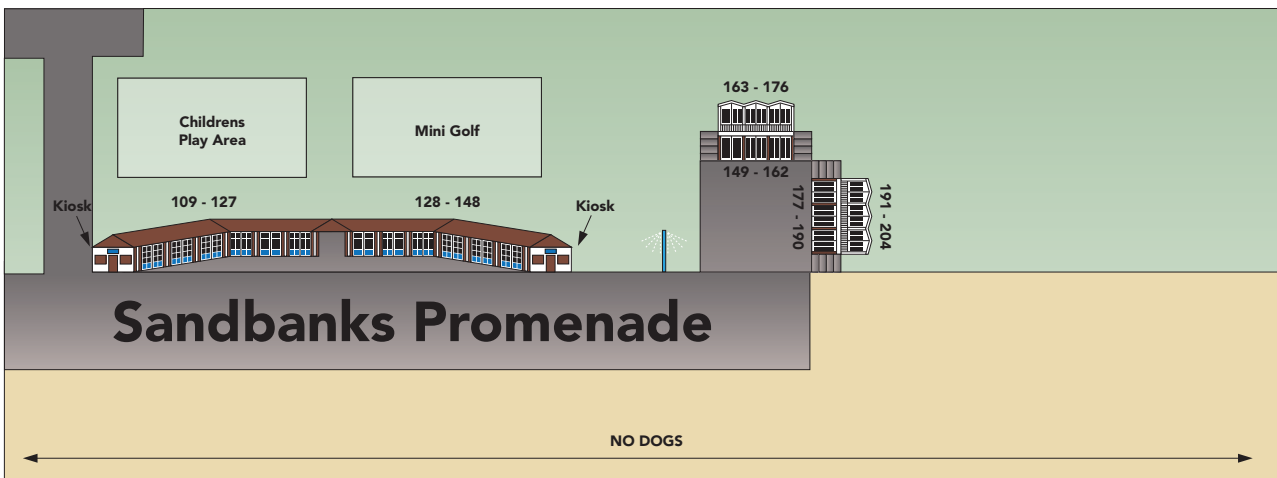 163 - 176
Childrens
Play Area
Mini Golf
149 - 162
177 - 190
191 - 204
Kiosk
109 - 127
128 - 148
Kiosk
Sandbanks Promenade
NO DOGS